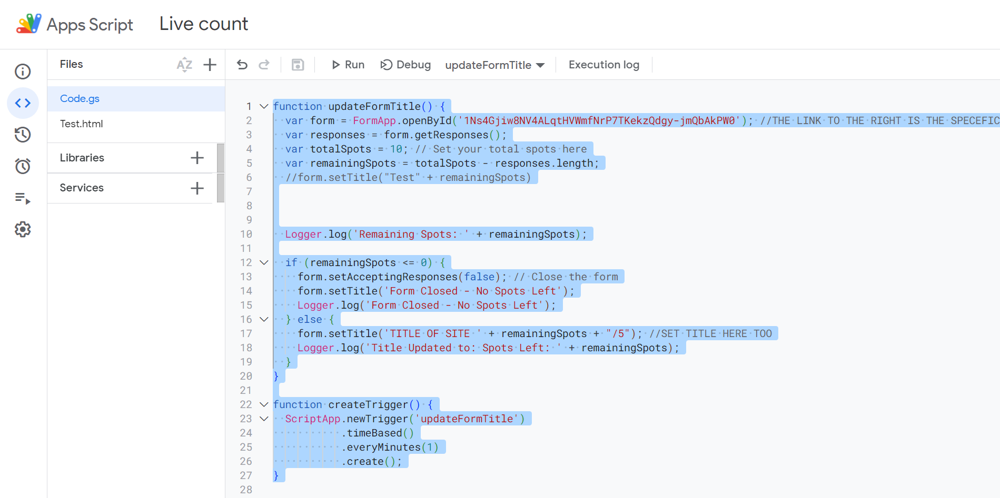 Apps Script Live count
Files AZ
Run Debug updateFormTitle Execution log
Code.gs
Test.html
Libraries
Services
1 function updateFormTitle() {
2 var form = FormApp.openById('1Ns4Gjiw8NV4ALqtHVWmfNrP7TKekzQdgy-jmQbAkPW0'); //THE LINK TO THE RIGHT IS THE SPECEFIC
3 var responses = form.getResponses();
4 var totalSpots = 10; // Set your total spots here
5 var remainingSpots = totalSpots - responses.length;
6 //form.setTitle("Test" + remainingSpots)
7
8
9
10 Logger.log('Remaining Spots: ' + remainingSpots);
11
12 if (remainingSpots <= 0) {
13 form.setAcceptingResponses(false); // Close the form
14 form.setTitle('Form Closed - No Spots Left');
15 Logger.log('Form Closed - No Spots Left');
16 } else {
17 form.setTitle('TITLE OF SITE ' + remainingSpots + "/5"); //SET TITLE HERE TOO
18 Logger.log('Title Updated to: Spots Left: ' + remainingSpots);
19 }
20 }
21
22 function createTrigger() {
23 ScriptApp.newTrigger('updateFormTitle')
24 .timeBased()
25 .everyMinutes(1)
26 .create();
27 }
28